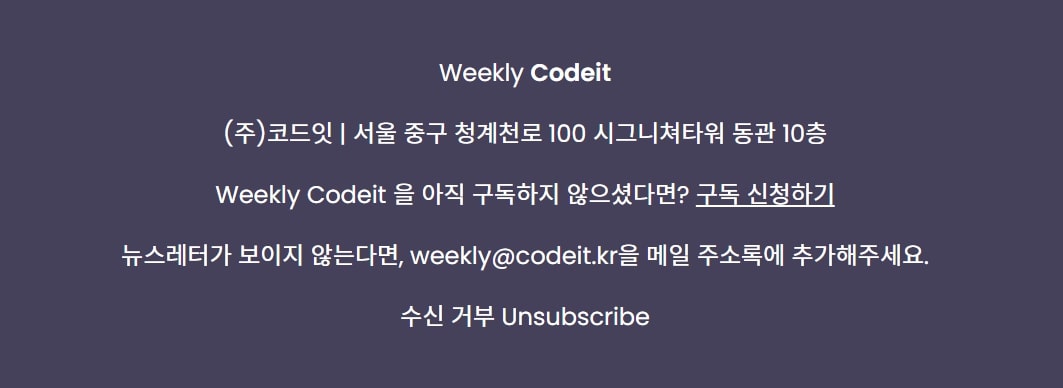 Weekly Codeit
(주)코드잇 | 서울 중구 청계천로 100 시그니쳐타워 동관 10층
Weekly Codeit 을 아직 구독하지 않으셨다면? 구독 신청하기
뉴스레터가 보이지 않는다면, weekly@codeit.kr을 메일 주소록에 추가해주세요.
수신 거부 Unsubscribe